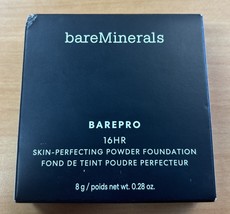 bareMinerals
BAREPRO
16HR
SKIN-PERFECTING POWDER FOUNDATION
FOND DE TEINT POUDRE PERFECTEUR
8 g / poids net wt. 0.28 oz.